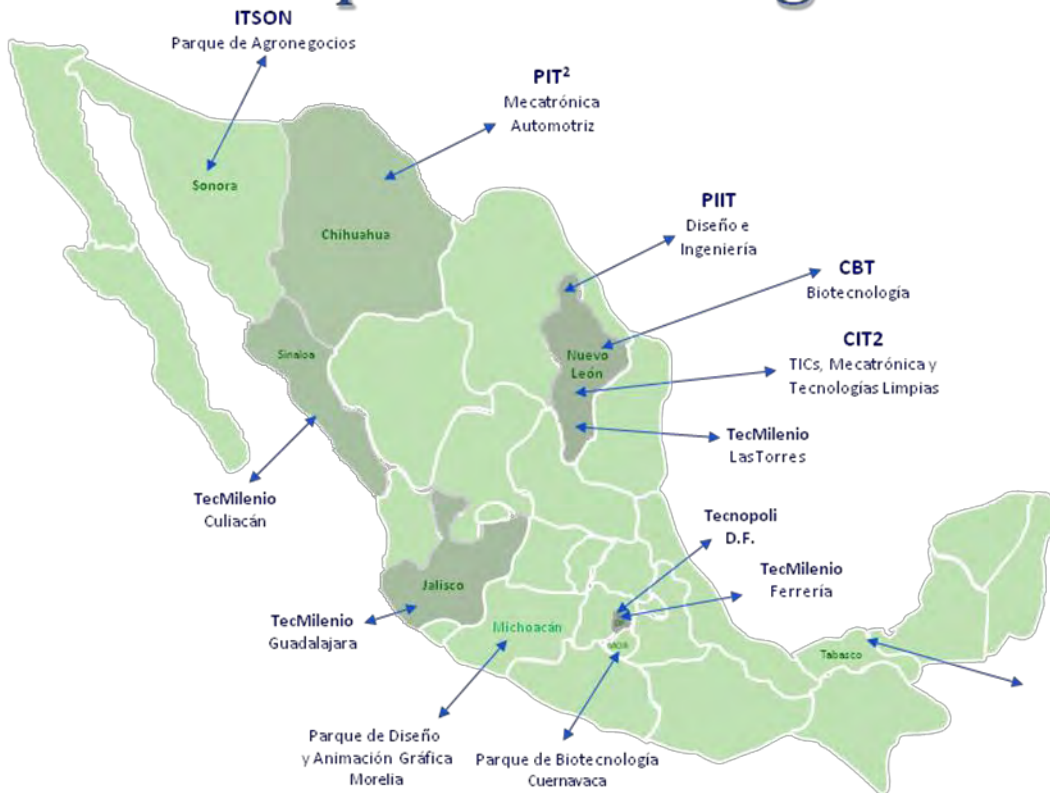 ITSON
Parque de Agronegocios
PIT²
Mecatrónica
Automotriz
Sonora
PIIT
Diseño e
Ingeniería
Chihuahua
CBT
Biotecnología
CIT2
TICs, Mecatrónica y
Tecnologías Limpias
Nuevo
León
Sinaloa
TecMilenio
LasTorres
TecMilenio
Culiacán
Tecnopoli
D.F.
TecMilenio
Ferrería
Jalisco
TecMilenio
Guadalajara
Michoacán
Tabasco
Parque de Diseño
y Animación Gráfica
Morelia
Parque de Biotecnología
Cuernavaca